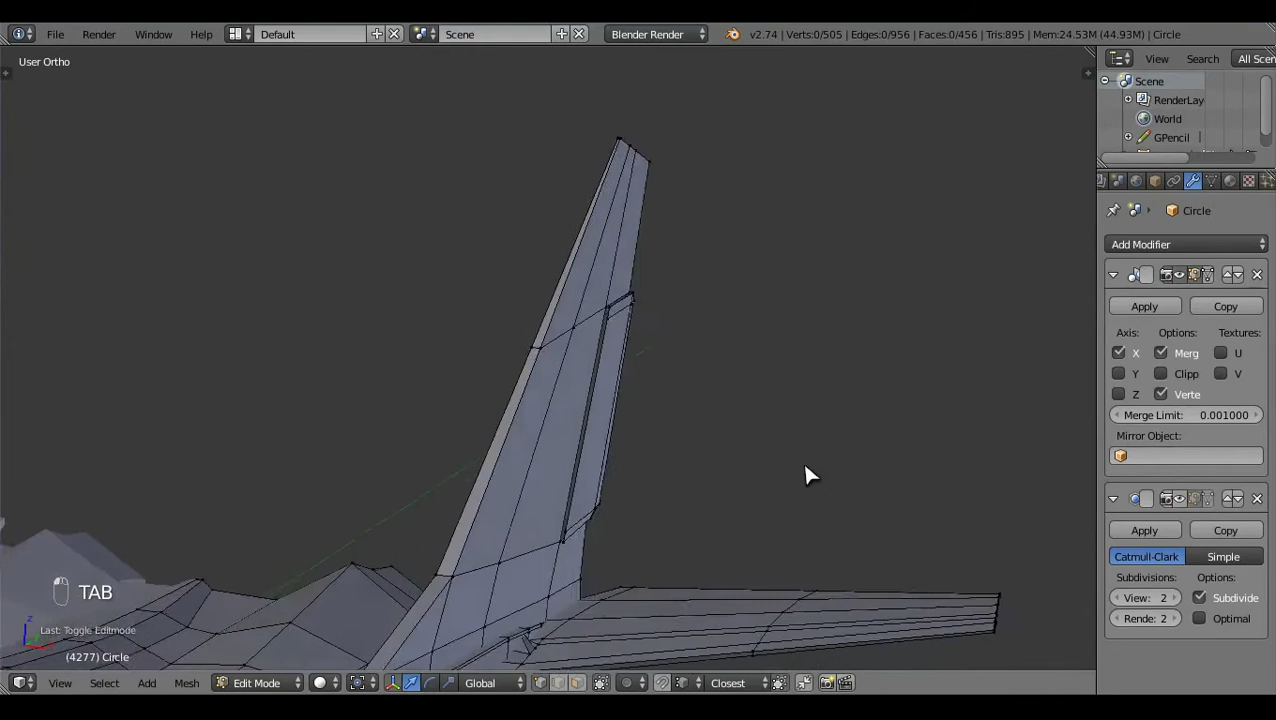 File Render Window Help Default Scene Blender Render v2.74 | Verts:0/505 | Edges:0/956 | Faces:0/456 | Tris:895 | Mem:24.53M (44.93M) | Circle
User Ortho
View Search All Scen
Scene
RenderLay
World
GPencil
Circle
Add Modifier
Apply Copy
Axis: Options: Textures:
X Merg U
Y Clipp V
Z Verte
Merge Limit: 0.001000
Mirror Object:
Apply Copy
Catmull-Clark Simple
Subdivisions: Options:
View: 2 Subdivide
Rende: 2 Optimal
TAB
Last: Toggle Editmode
z
(4277) Circle
View Select Add Mesh Edit Mode Global Closest